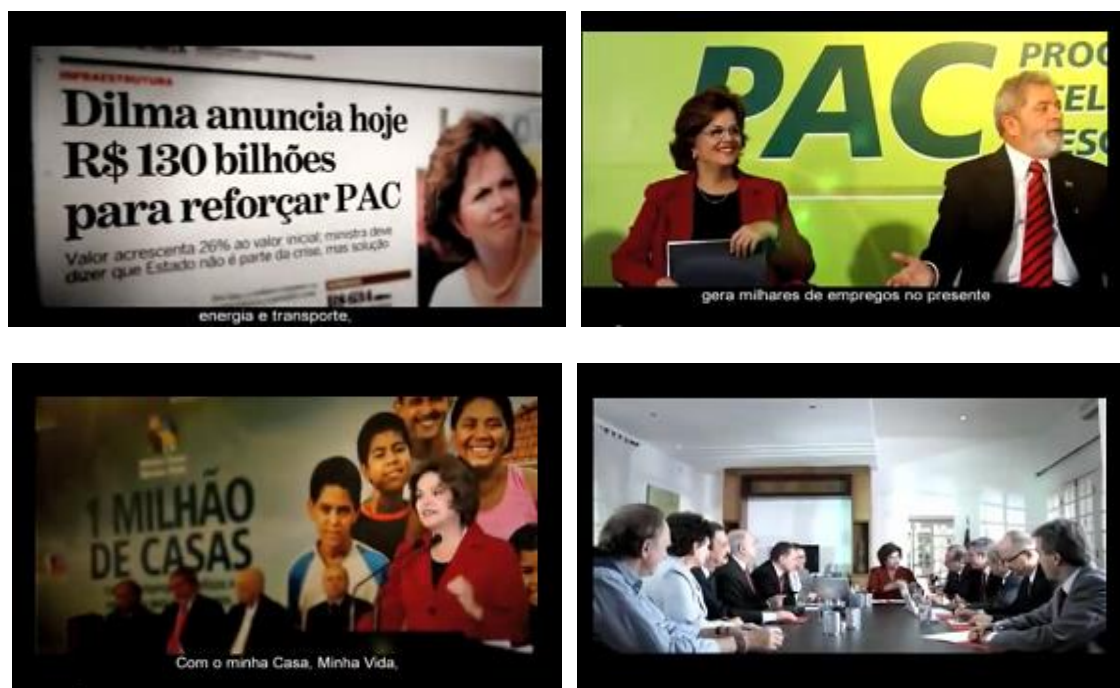 INFRAESTRUTURA
Dilma anuncia hoje
R$ 130 bilhões
para reforçar PAC
Valor acrescenta 26% ao valor inicial; ministra deve
dizer que Estado não é parte da crise, mas solução
energia e transporte,
PAC
gera milhares de empregos no presente
1 MILHÃO
DE CASAS
Com o minha Casa, Minha Vida,